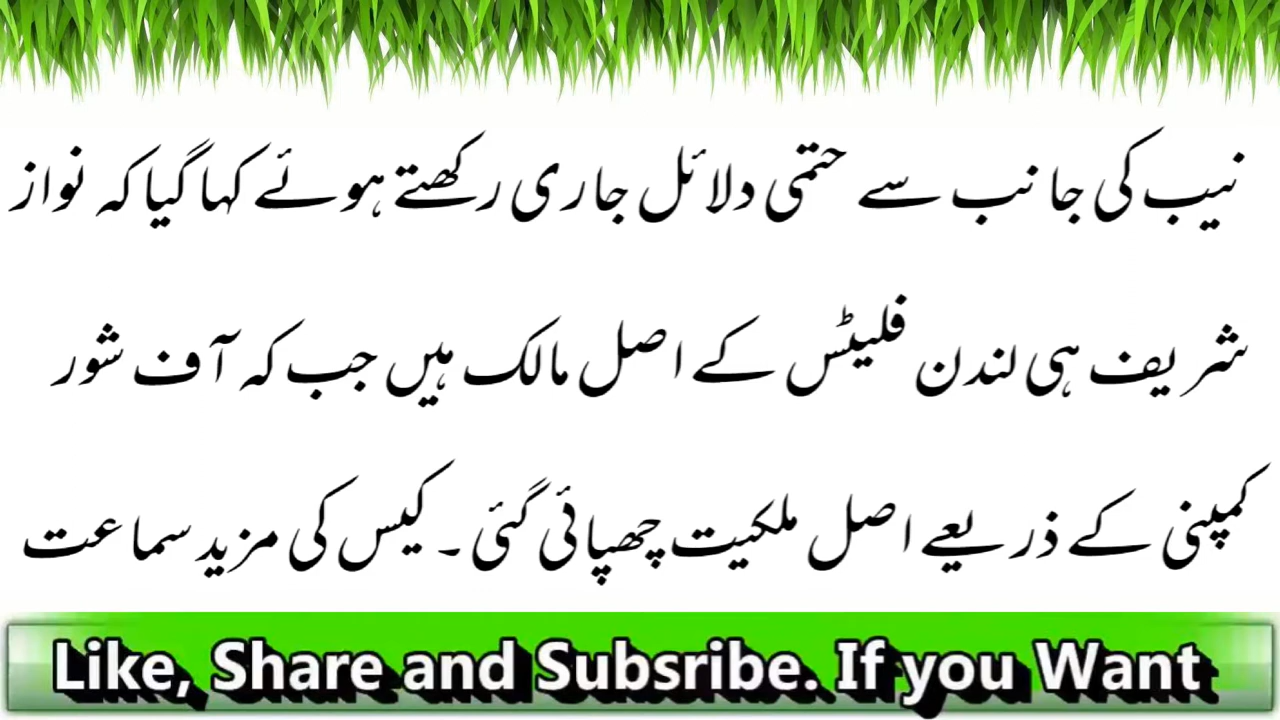 نیب کی جانب سے حتمی دلائل جاری رکھتے ہوئے کہا گیا کہ نواز
شریف ہی لندن فلیٹس کے اصل مالک ہیں جب کہ آف شور
کمپنی کے ذریعے اصل ملکیت چھپائی گئی ۔ کیس کی مزید سماعت
Like, Share and Subsribe. If you Want